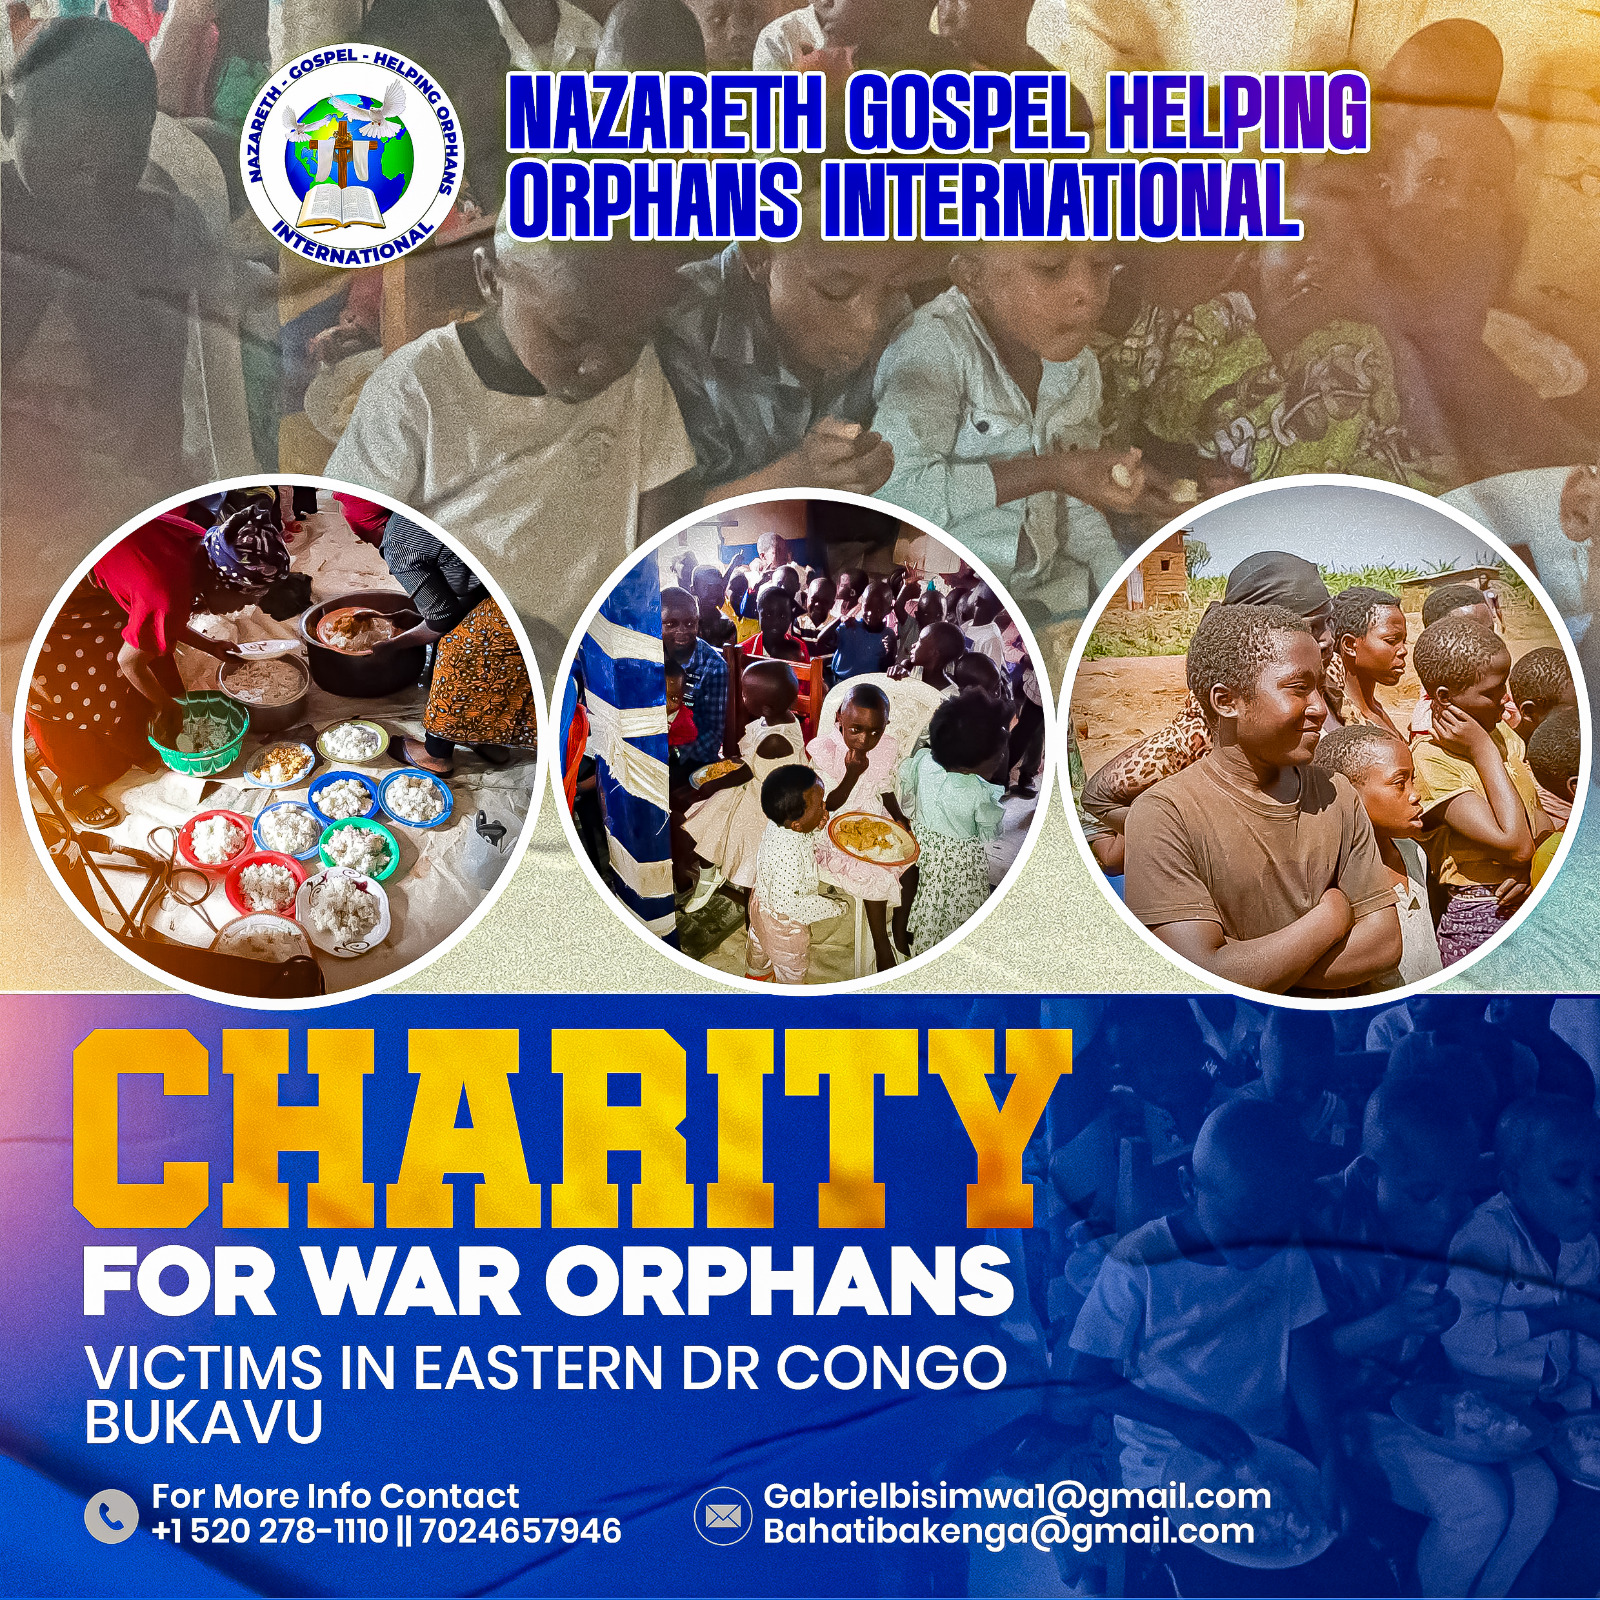 NAZARETH - GOSPEL - HELPING ORPHANS
INTERNATIONAL
NAZARETH GOSPEL HELPING
ORPHANS INTERNATIONAL
CHARITY
FOR WAR ORPHANS
VICTIMS IN EASTERN DR CONGO
BUKAVU
For More Info Contact
+1 520 278-1110 || 7024657946
Gabrielbisimwa1@gmail.com
Bahatibakenga@gmail.com